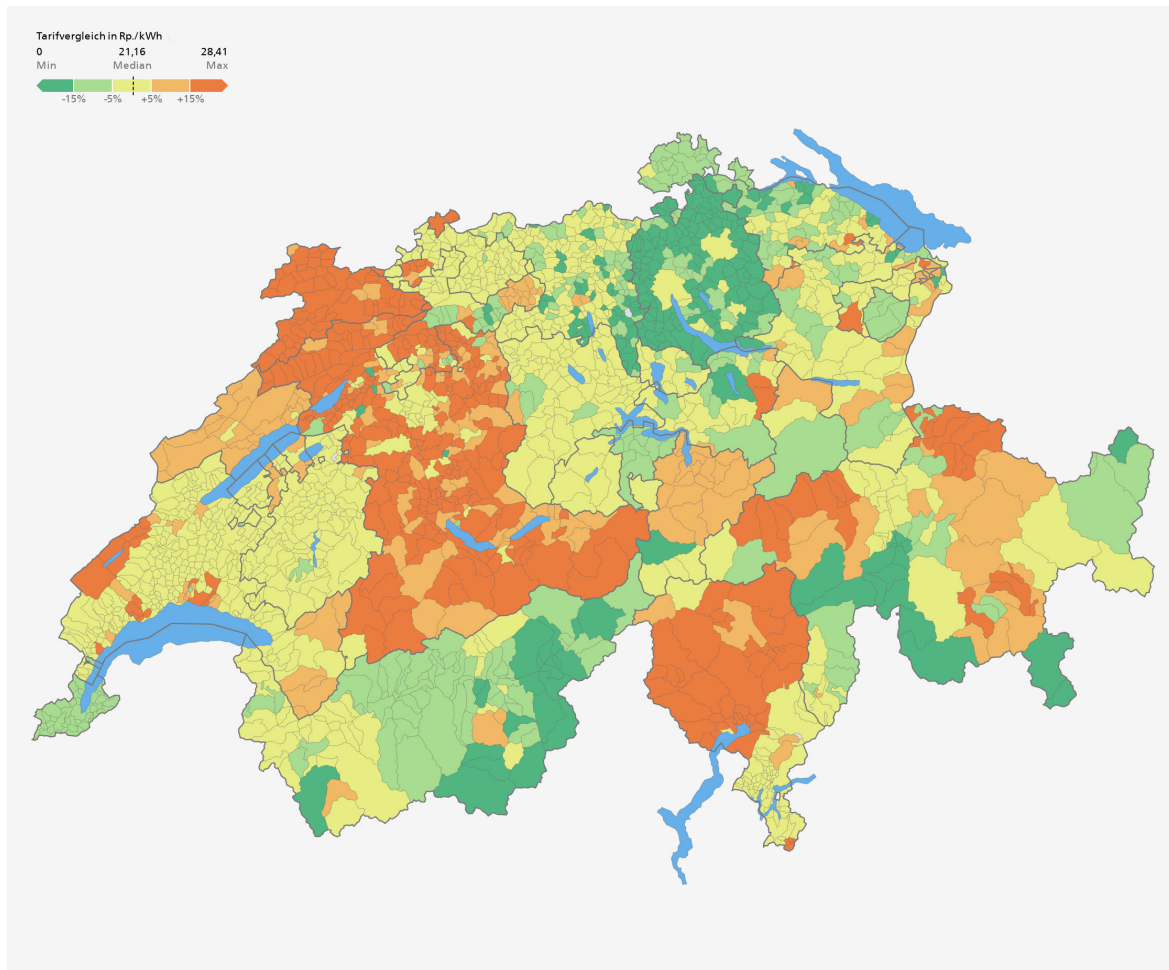 Tarifvergleich in Rp./kWh
0 21,16 28,41
Min Median Max
-15% -5% +5% +15%